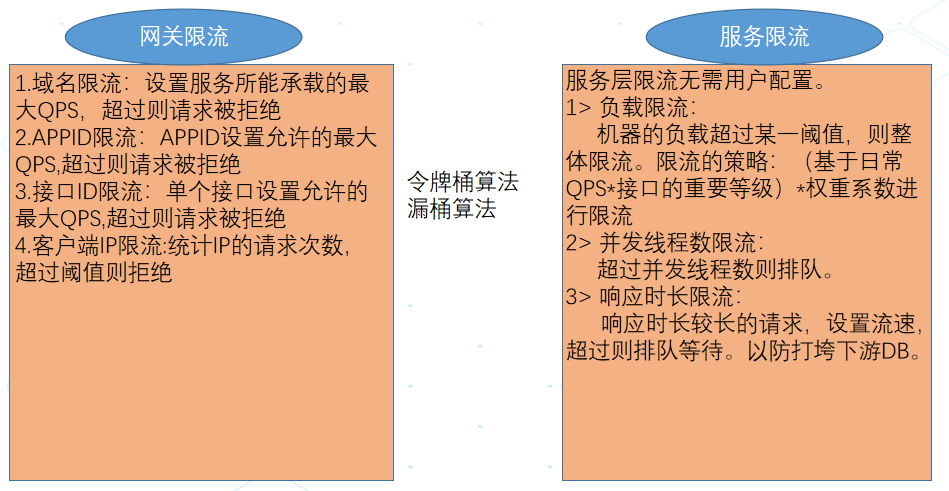 网关限流
1.域名限流：设置服务所能承载的最
大QPS，超过则请求被拒绝
2.APPID限流：APPID设置允许的最大
QPS,超过则请求被拒绝
3.接口ID限流：单个接口设置允许的
最大QPS,超过则请求被拒绝
4.客户端IP限流:统计IP的请求次数,
超过阈值则拒绝
令牌桶算法
漏桶算法
服务限流
服务层限流无需用户配置。
1> 负载限流：
机器的负载超过某一阈值，则整
体限流。限流的策略：（基于日常
QPS*接口的重要等级）*权重系数进
行限流
2> 并发线程数限流：
超过并发线程数则排队。
3> 响应时长限流：
响应时长较长的请求，设置流速,
超过则排队等待。以防打垮下游DB。